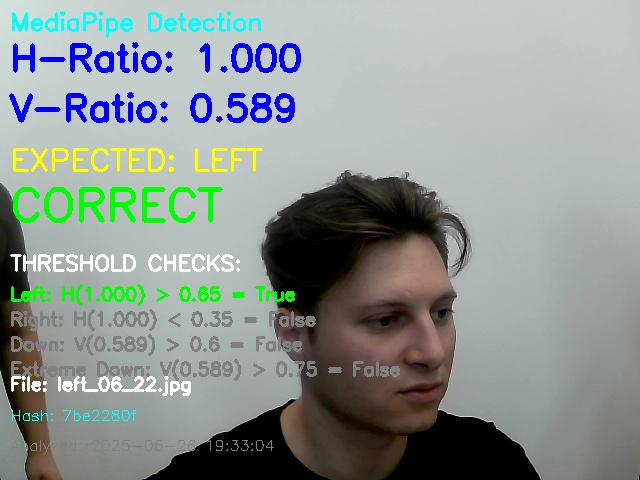 MediaPipe Detection
H-Ratio: 1.000
V-Ratio: 0.589
EXPECTED: LEFT
CORRECT
THRESHOLD CHECKS:
Left: H(1.000) > 0.65 = True
Right: H(1.000) < 0.35 = False
Down: V(0.589) > 0.6 = False
Extreme Down: V(0.589) > 0.75 = False
File: left_06_22.jpg
Hash: 7be2280f
Analyzed: 2025-06-26 19:33:04